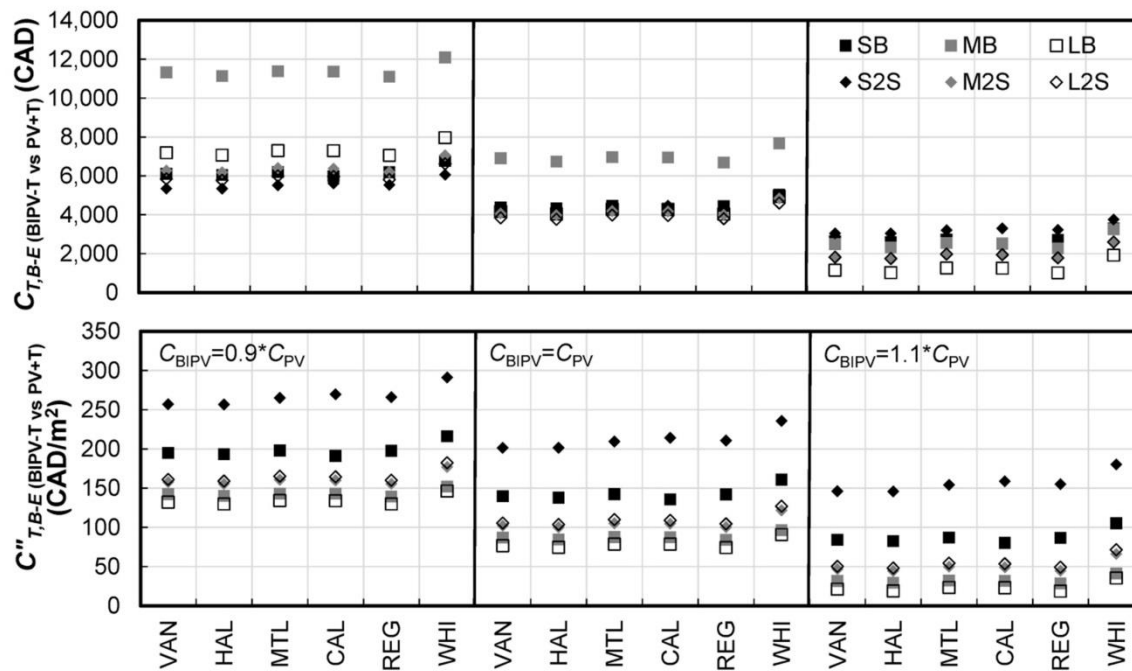 C_T,B-E (BIPV-T vs PV+T) (CAD)
14,000
12,000
10,000
8,000
6,000
4,000
2,000
0
SB MB LB
S2S M2S L2S
C"_T,B-E (BIPV-T vs PV+T)
(CAD/m²)
350
300
250
200
150
100
50
0
C_BIPV=0.9*C_PV
C_BIPV=C_PV
C_BIPV=1.1*C_PV
VAN HAL MTL CAL REG WHI VAN HAL MTL CAL REG WHI VAN HAL MTL CAL REG WHI